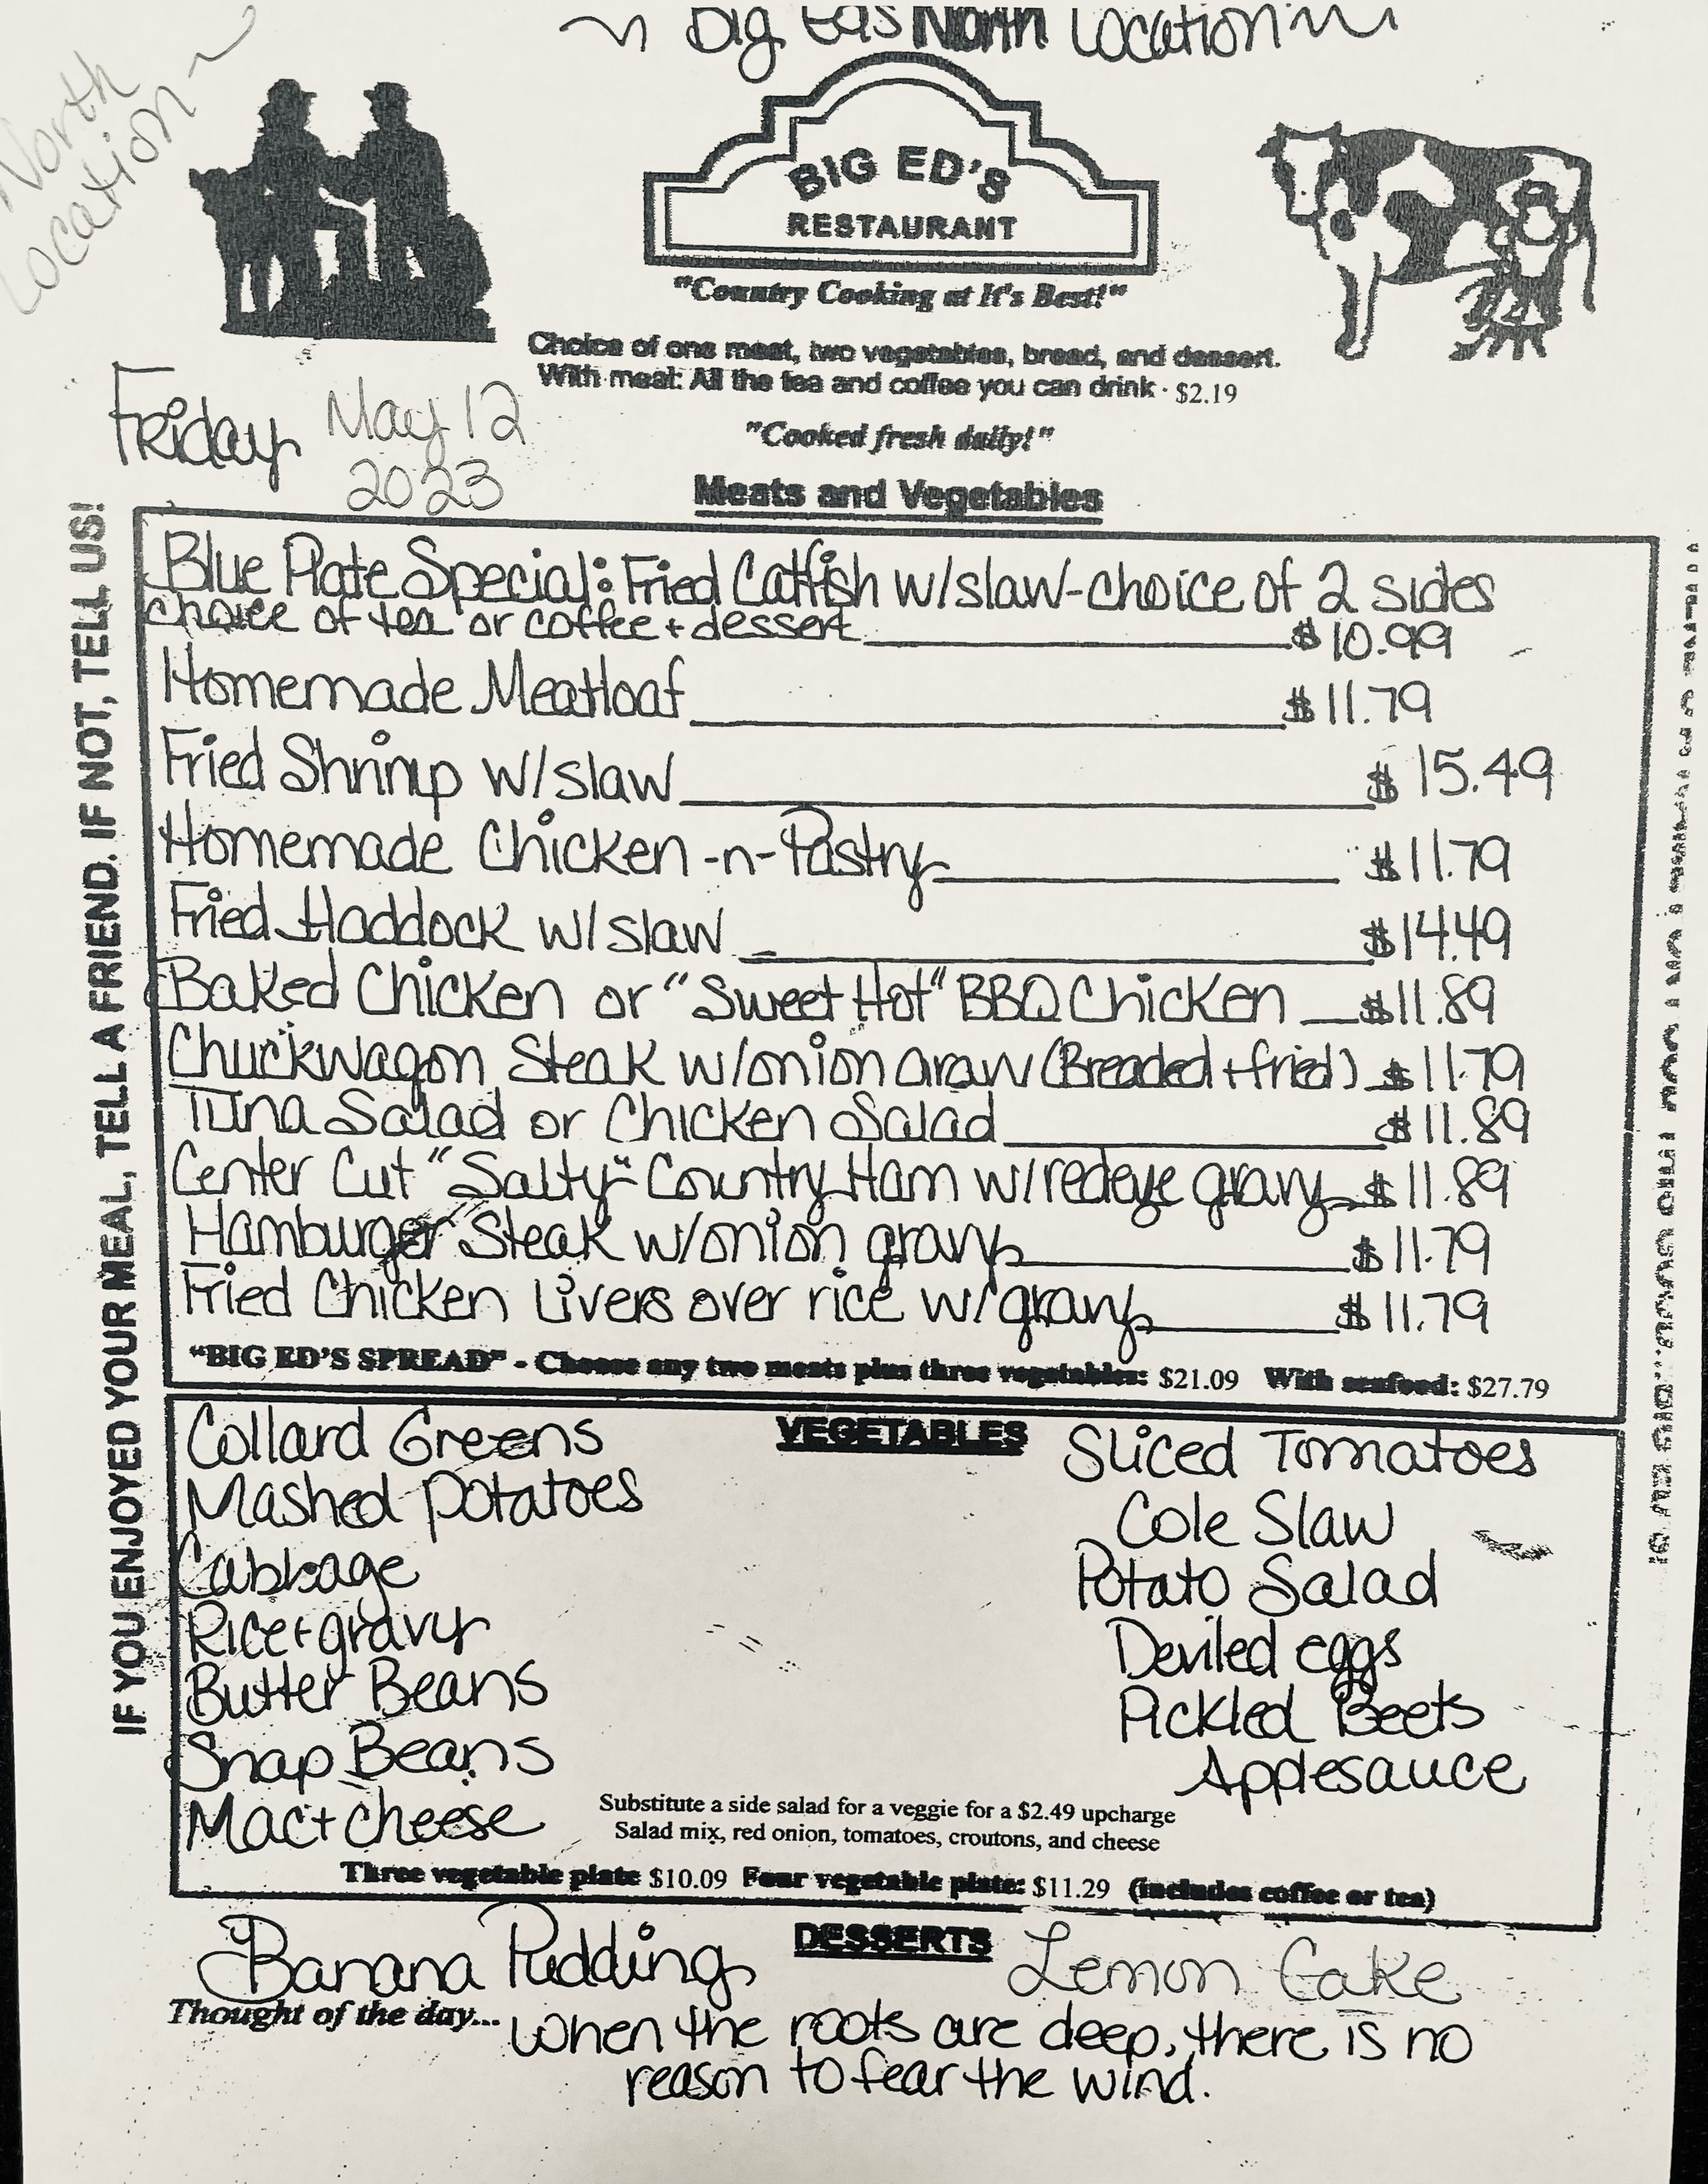 ~ Big Ed's North Location ~
North
Location ~
BIG ED'S
RESTAURANT
"Country Cooking at It's Best!"
Choice of one meat, two vegetables, bread, and dessert.
With meal: All the tea and coffee you can drink · $2.19
Friday May 12
2023
"Cooked fresh daily!"
Meats and Vegetables
IF YOU ENJOYED YOUR MEAL, TELL A FRIEND. IF NOT, TELL US!
Blue Plate Special: Fried Catfish w/slaw-choice of 2 sides
choice of tea or coffee + dessert $10.99
Homemade Meatloaf $11.79
Fried Shrimp w/slaw $15.49
Homemade Chicken-n-Pastry $11.79
Fried Haddock w/slaw $14.49
Baked Chicken or "Sweet Hot" BBQ Chicken $11.89
Chuckwagon Steak w/onion gravy (Breaded + fried) $11.79
Tuna Salad or Chicken Salad $11.89
Center Cut "Salty" Country Ham w/redeye gravy $11.89
Hamburger Steak w/onion gravy $11.79
Fried Chicken Livers over rice w/gravy $11.79
"BIG ED'S SPREAD" - Choose any two meats plus three vegetables: $21.09 With seafood: $27.79
VEGETABLES
Collard Greens
Mashed Potatoes
Cabbage
Rice + gravy
Butter Beans
Snap Beans
Mac + cheese
Sliced Tomatoes
Cole Slaw
Potato Salad
Deviled eggs
Pickled Beets
Applesauce
Substitute a side salad for a veggie for a $2.49 upcharge
Salad mix, red onion, tomatoes, croutons, and cheese
Three vegetable plate $10.09 Four vegetable plate: $11.29 (includes coffee or tea)
DESSERTS
Banana Pudding Lemon Cake
Thought of the day... when the roots are deep, there is no
reason to fear the wind.